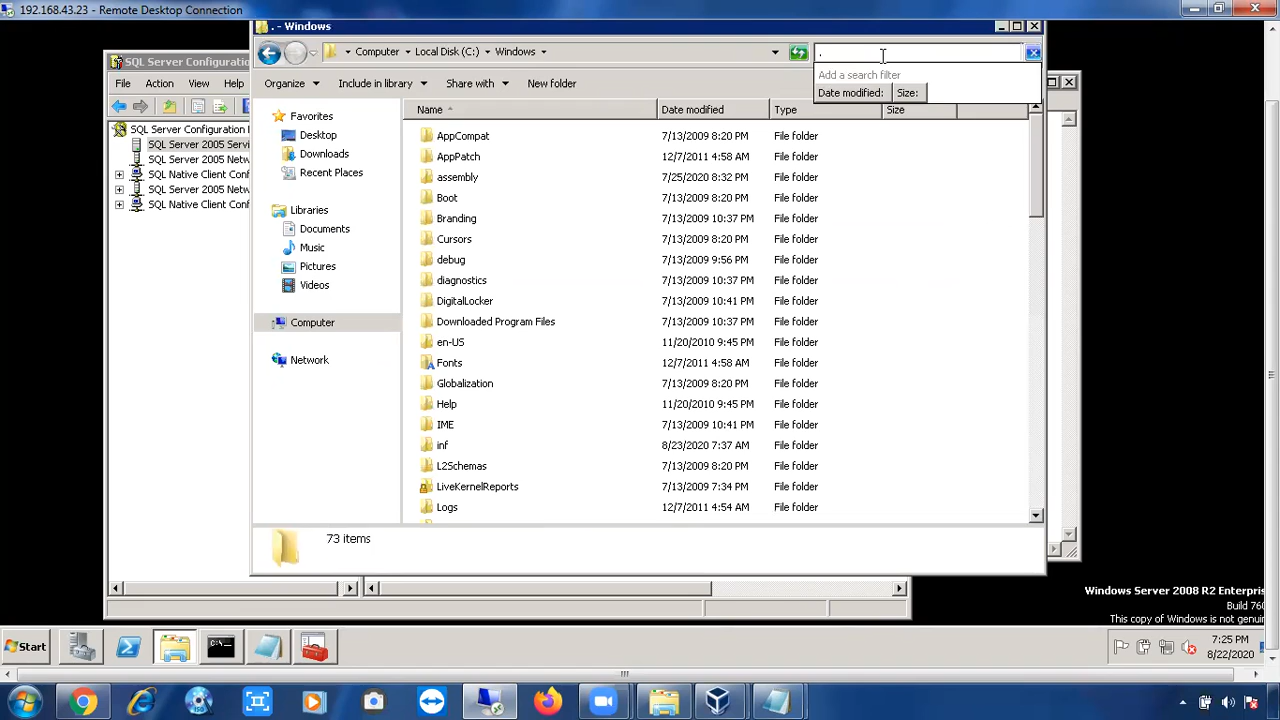 192.168.43.23 - Remote Desktop Connection
. - Windows
Computer Local Disk (C:) Windows
.
Add a search filter
Date modified: Size:
SQL Server Configuration
File Action View Help
Organize Include in library Share with New folder
SQL Server Configuration
SQL Server 2005 Servi
SQL Server 2005 Netw
SQL Native Client Conf
SQL Server 2005 Netw
SQL Native Client Conf
Favorites
Desktop
Downloads
Recent Places
Libraries
Documents
Music
Pictures
Videos
Computer
Network
Name Date modified Type Size
AppCompat 7/13/2009 8:20 PM File folder
AppPatch 12/7/2011 4:58 AM File folder
assembly 7/25/2020 8:32 PM File folder
Boot 7/13/2009 8:20 PM File folder
Branding 7/13/2009 10:37 PM File folder
Cursors 7/13/2009 8:20 PM File folder
debug 7/13/2009 9:56 PM File folder
diagnostics 7/13/2009 10:37 PM File folder
DigitalLocker 7/13/2009 10:41 PM File folder
Downloaded Program Files 7/13/2009 10:37 PM File folder
en-US 11/20/2010 9:45 PM File folder
Fonts 12/7/2011 4:58 AM File folder
Globalization 7/13/2009 8:20 PM File folder
Help 11/20/2010 9:45 PM File folder
IME 7/13/2009 10:41 PM File folder
inf 8/23/2020 7:37 AM File folder
L2Schemas 7/13/2009 8:20 PM File folder
LiveKernelReports 7/13/2009 7:34 PM File folder
Logs 12/7/2011 4:54 AM File folder
73 items
Windows Server 2008 R2 Enterpris
Build 760
This copy of Windows is not genuin
Start
7:25 PM
8/22/2020